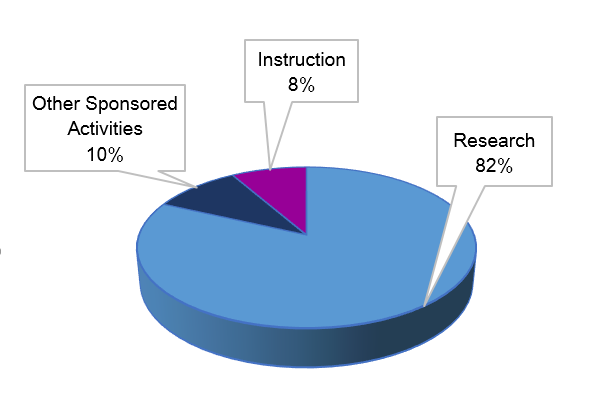 Instruction
8%
Other Sponsored
Activities
10%
Research
82%